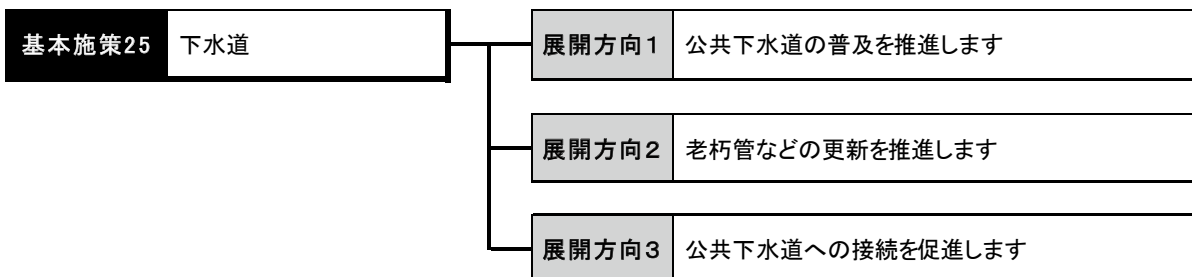 基本施策25 下水道
展開方向1 公共下水道の普及を推進します
展開方向2 老朽管などの更新を推進します
展開方向3 公共下水道への接続を促進します